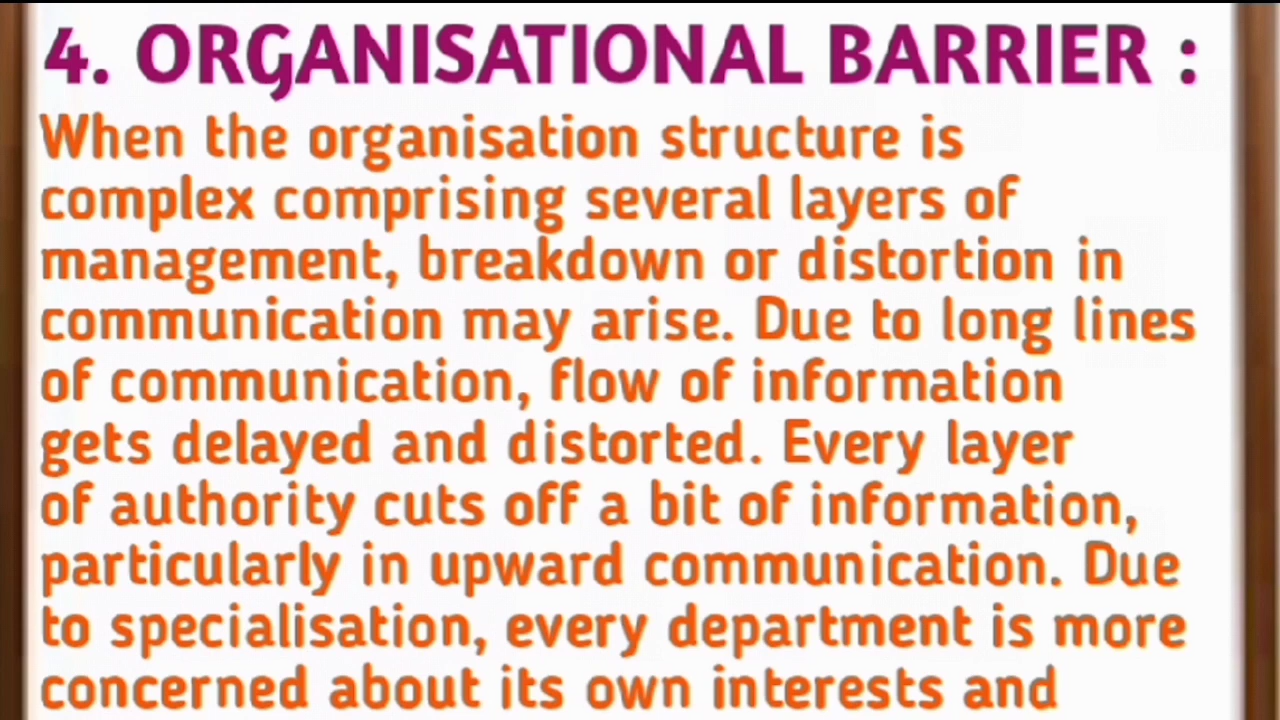 4. ORGANISATIONAL BARRIER :
When the organisation structure is
complex comprising several layers of
management, breakdown or distortion in
communication may arise. Due to long lines
of communication, flow of information
gets delayed and distorted. Every layer
of authority cuts off a bit of information,
particularly in upward communication. Due
to specialisation, every department is more
concerned about its own interests and